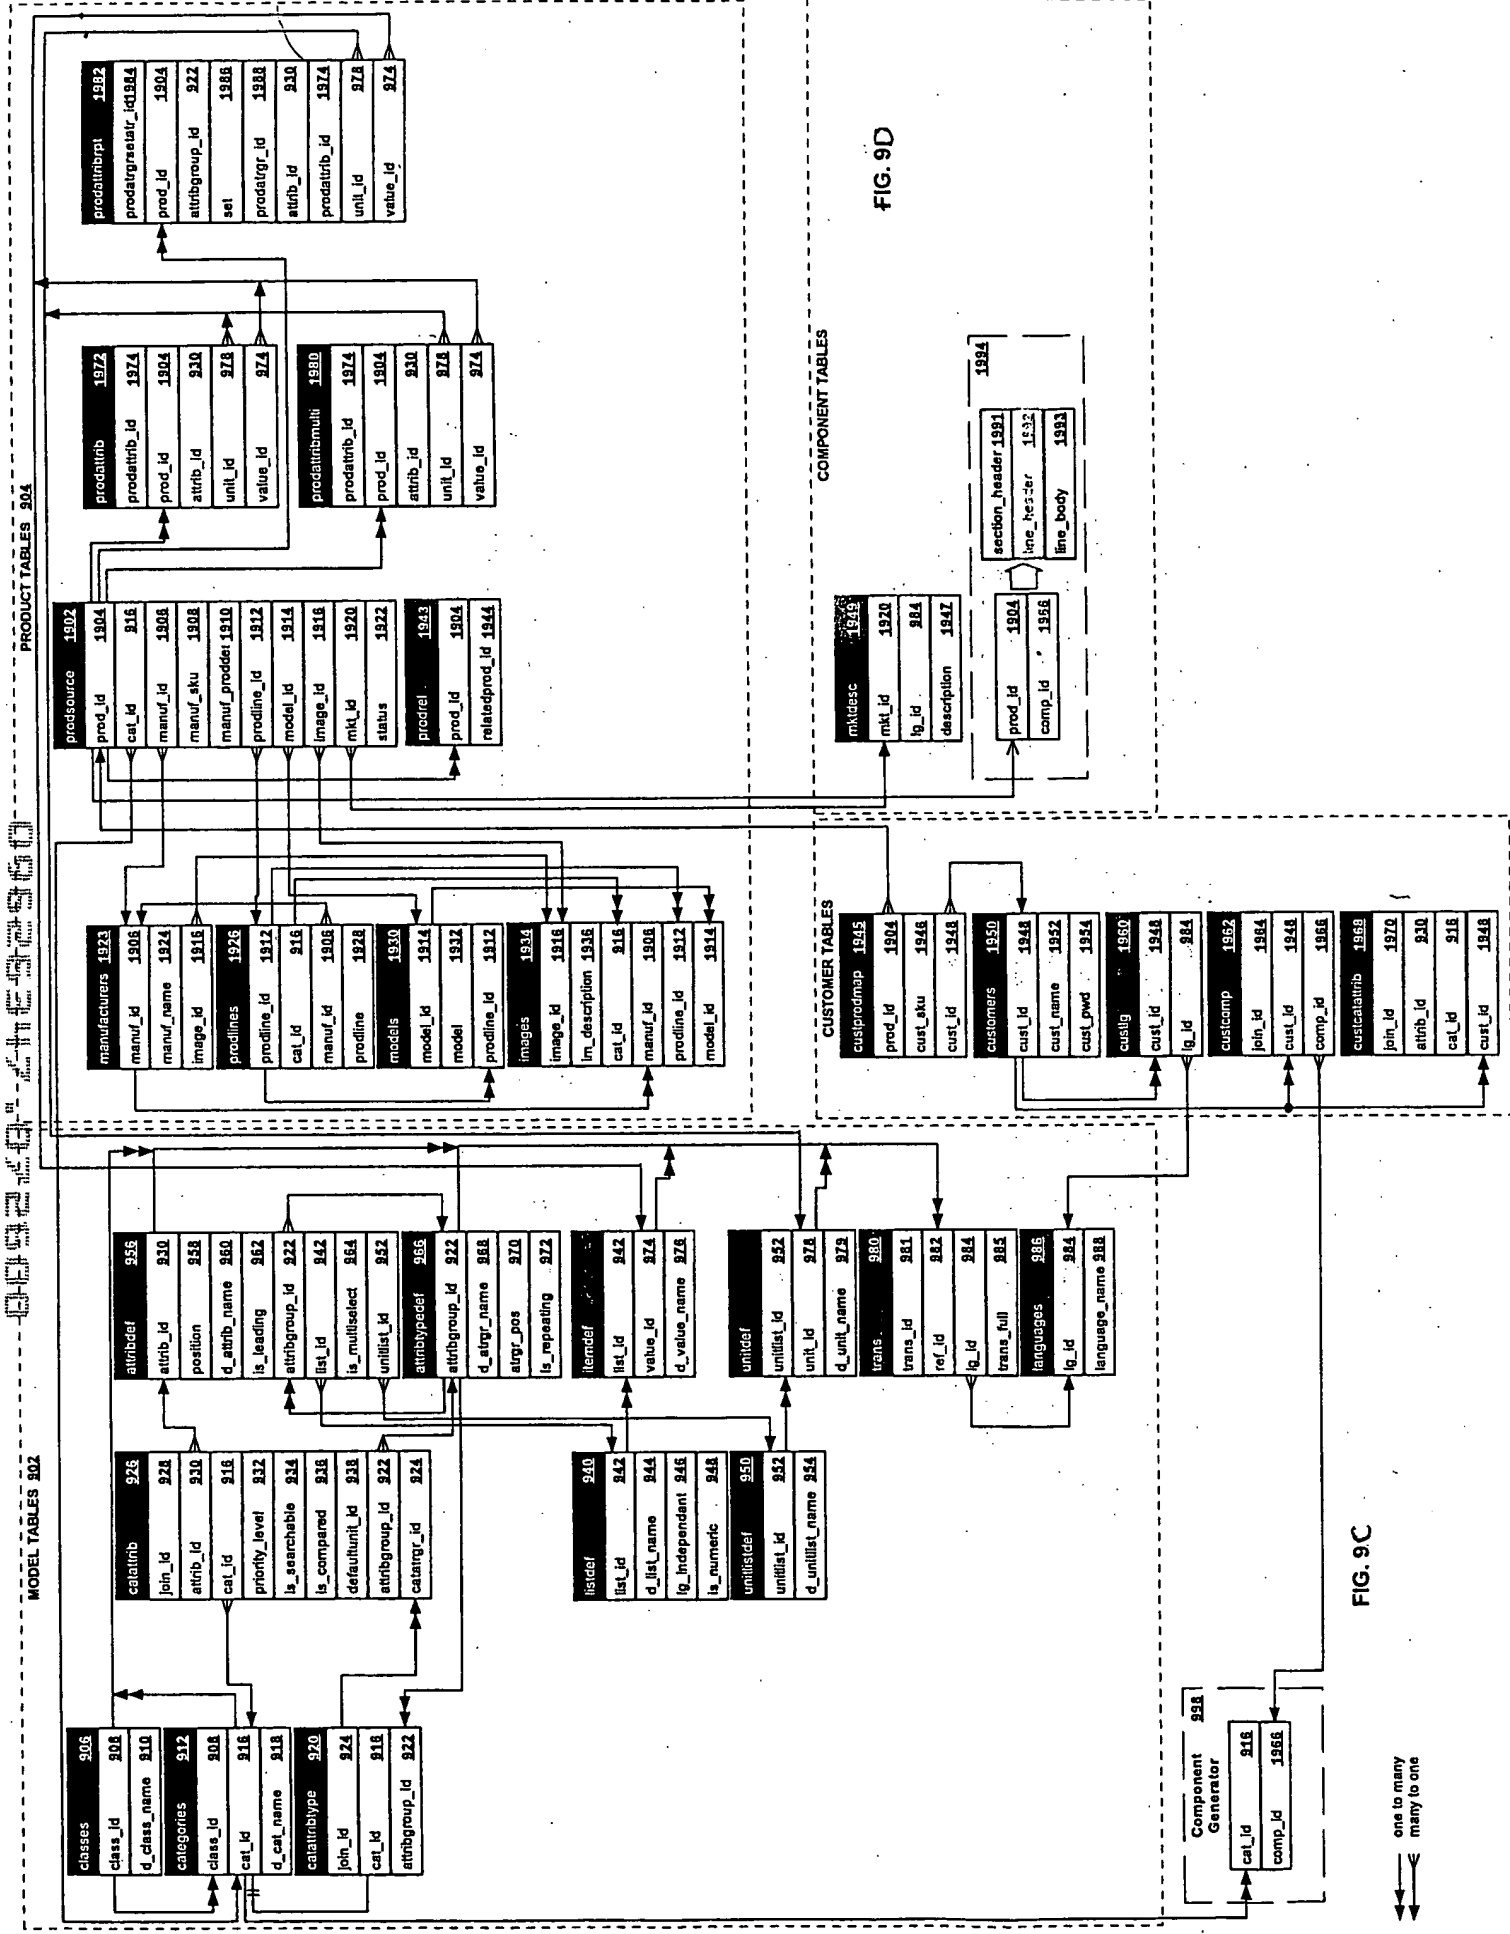 MODEL TABLES 902
classes 906
class_id 908
d_class_name 910
categories 912
class_id 908
cat_id 916
d_cat_name 918
catattribtype 920
join_id 924
cat_id 916
attribgroup_id 922
catattrib 926
join_id 928
attrib_id 930
cat_id 916
priority_level 932
is_searchable 934
is_compared 936
defaultunit_id 938
attribgroup_id 922
catatrgr_id 924
listdef 940
list_id 942
d_list_name 944
lg_independant 946
is_numeric 948
unitlistdef 950
unitlist_id 952
d_unitlist_name 954
attribdef 956
attrib_id 930
position 958
d_attrib_name 960
is_leading 962
attribgroup_id 922
list_id 942
is_multiselect 964
unitlist_id 952
attribtypedef 966
attribgroup_id 922
d_atrgr_name 968
atrgr_pos 970
is_repeating 972
itemdef
list_id 942
value_id 974
d_value_name 976
unitdef
unitlist_id 952
unit_id 978
d_unit_name 979
trans 980
trans_id 981
ref_id 982
lg_id 984
trans_full 985
languages 986
lg_id 984
language_name 988
Component Generator 998
cat_id 916
comp_id 1966
one to many
many to one
FIG. 9C
PRODUCT TABLES 904
manufacturers 1923
manuf_id 1906
manuf_name 1924
image_id 1916
prodlines 1926
prodline_id 1912
cat_id 916
manuf_id 1906
prodline 1928
models 1930
model_id 1914
model 1932
prodline_id 1912
images 1934
image_id 1916
im_description 1936
cat_id 916
manuf_id 1906
prodline_id 1912
model_id 1914
prodsource 1902
prod_id 1904
cat_id 916
manuf_id 1906
manuf_sku 1908
manuf_proddes 1910
prodline_id 1912
model_id 1914
image_id 1916
mkt_id 1920
status 1922
prodrel 1943
prod_id 1904
relatedprod_id 1944
prodattrib 1972
prodattrib_id 1974
prod_id 1904
attrib_id 930
unit_id 978
value_id 974
prodattribmulti 1980
prodattrib_id 1974
prod_id 1904
attrib_id 930
unit_id 978
value_id 974
prodattribrpt 1982
prodatrgrsetatr_id 1984
prod_id 1904
attribgroup_id 922
set 1986
prodatrgr_id 1988
attrib_id 930
prodattrib_id 1974
unit_id 978
value_id 974
CUSTOMER TABLES
custprodmap 1945
prod_id 1904
cust_sku 1946
cust_id 1948
customers 1950
cust_id 1948
cust_name 1952
cust_pwd 1954
custlg 1960
cust_id 1948
lg_id 984
custcomp 1962
join_id 1964
cust_id 1948
comp_id 1966
custcatattrib 1968
join_id 1970
attrib_id 930
cat_id 916
cust_id 1948
COMPONENT TABLES
mktdesc 1949
mkt_id 1920
lg_id 984
description 1947
1994
prod_id 1904
comp_id 1966
section_header 1991
line_header 1992
line_body 1993
FIG. 9D